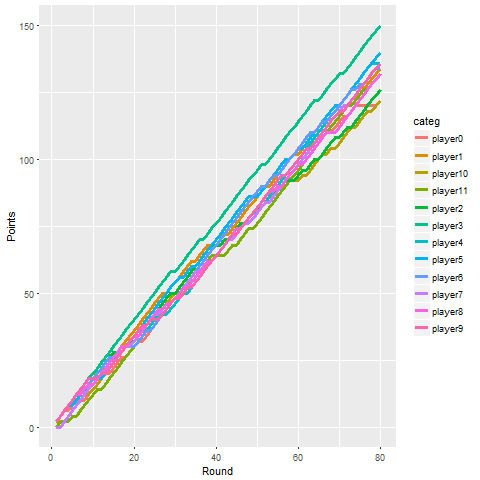 150
100
50
0
Points
0
20
40
60
80
Round
categ
player0
player1
player10
player11
player2
player3
player4
player5
player6
player7
player8
player9